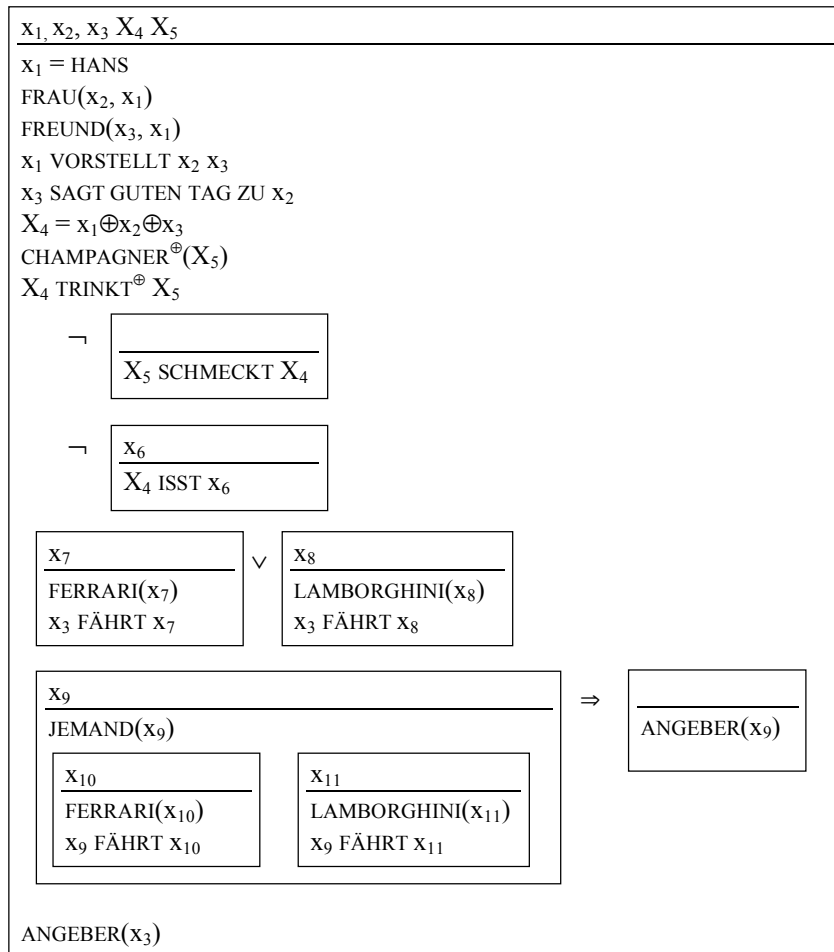 x₁, x₂, x₃ X₄ X₅
x₁ = HANS
FRAU(x₂, x₁)
FREUND(x₃, x₁)
x₁ VORSTELLT x₂ x₃
x₃ SAGT GUTEN TAG ZU x₂
X₄ = x₁⊕x₂⊕x₃
CHAMPAGNER⊕(X₅)
X₄ TRINKT⊕ X₅
¬
X₅ SCHMECKT X₄
¬ x₆
X₄ ISST x₆
x₇ ∨ x₈
FERRARI(x₇) LAMBORGHINI(x₈)
x₃ FÄHRT x₇ x₃ FÄHRT x₈
x₉ ⇒
JEMAND(x₉) ANGEBER(x₉)
x₁₀ x₁₁
FERRARI(x₁₀) LAMBORGHINI(x₁₁)
x₉ FÄHRT x₁₀ x₉ FÄHRT x₁₁
ANGEBER(x₃)